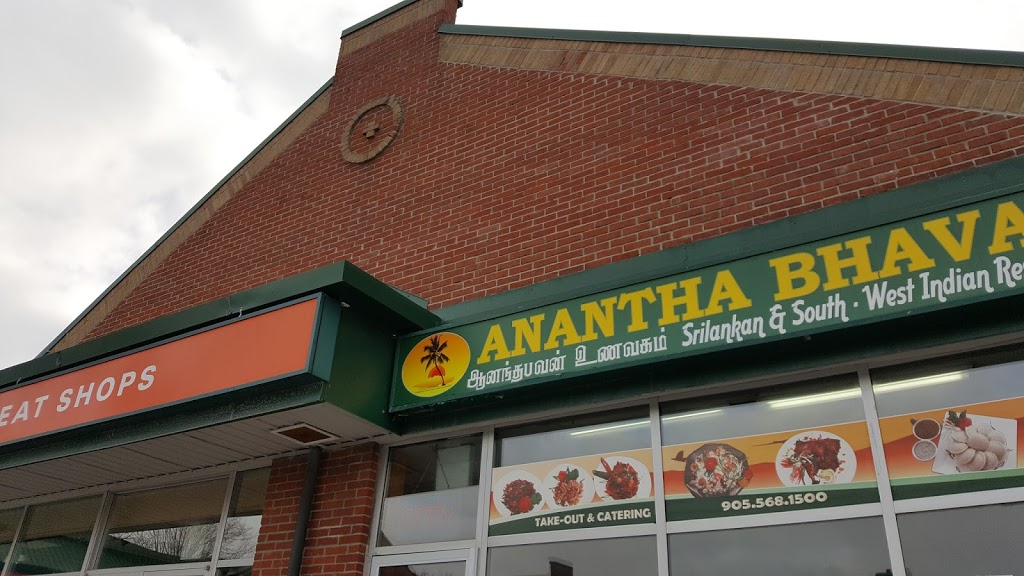 EAT SHOPS
ANANTHA BHAVA
ஆனந்தபவன் உணவகம் Srilankan & South · West Indian Re
TAKE-OUT & CATERING
905.568.1500